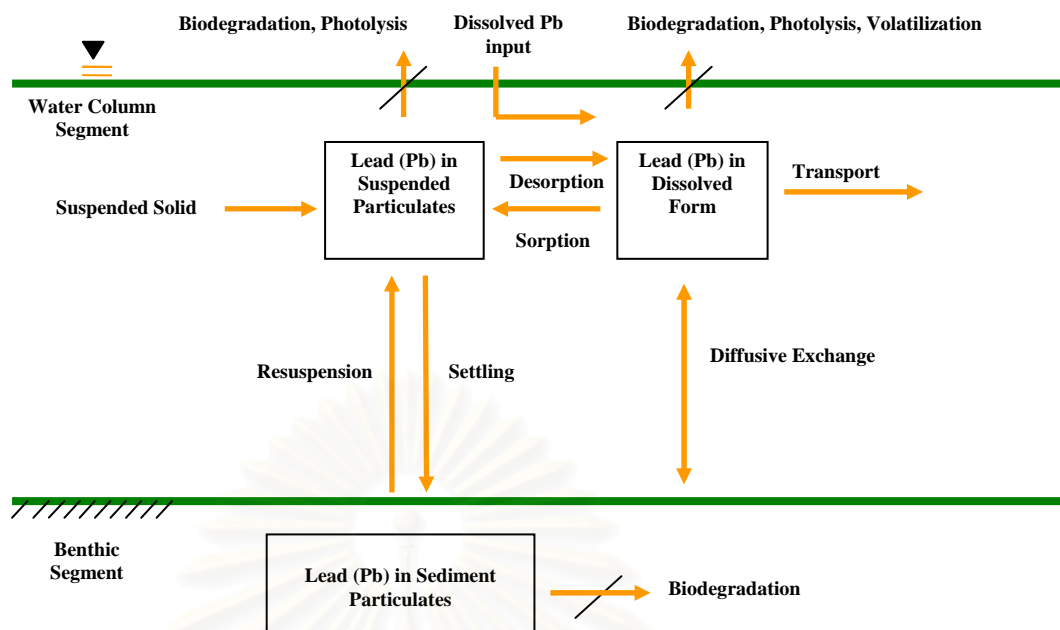 Biodegradation, Photolysis
Dissolved Pb
input
Biodegradation, Photolysis, Volatilization
Water Column
Segment
Lead (Pb) in
Suspended
Particulates
Desorption
Sorption
Lead (Pb) in
Dissolved
Form
Transport
Suspended Solid
Resuspension
Settling
Diffusive Exchange
Benthic
Segment
Lead (Pb) in Sediment
Particulates
Biodegradation